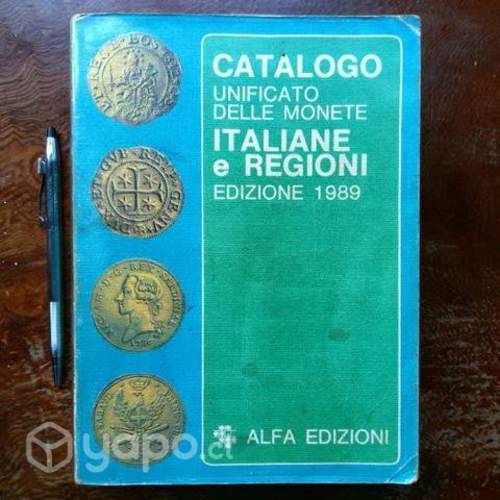 CATALOGO
UNIFICATO
DELLE MONETE
ITALIANE
e REGIONI
EDIZIONE 1989
ALFA EDIZIONI
yapo.cl